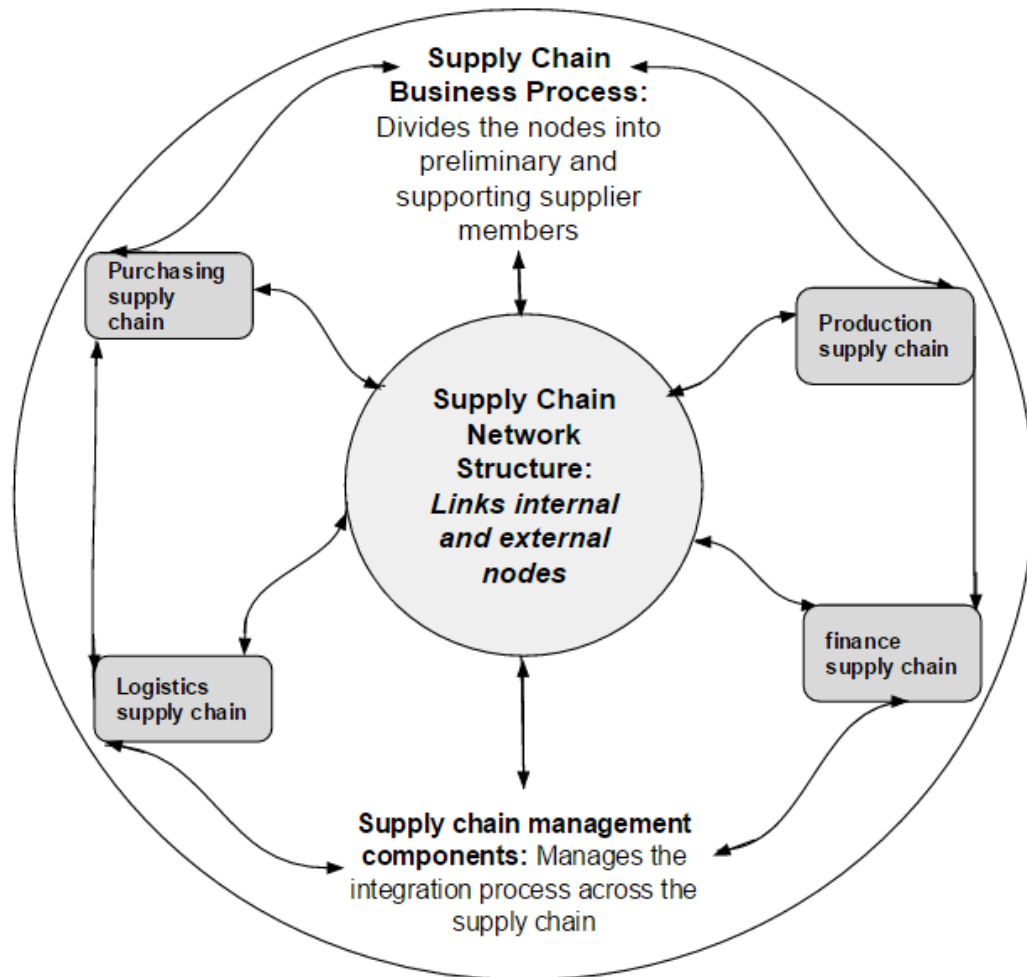 Supply Chain
Business Process:
Divides the nodes into
preliminary and
supporting supplier
members
Purchasing
supply
chain
Production
supply chain
Supply Chain
Network
Structure:
Links internal
and external
nodes
Logistics
supply chain
finance
supply chain
Supply chain management
components: Manages the
integration process across the
supply chain